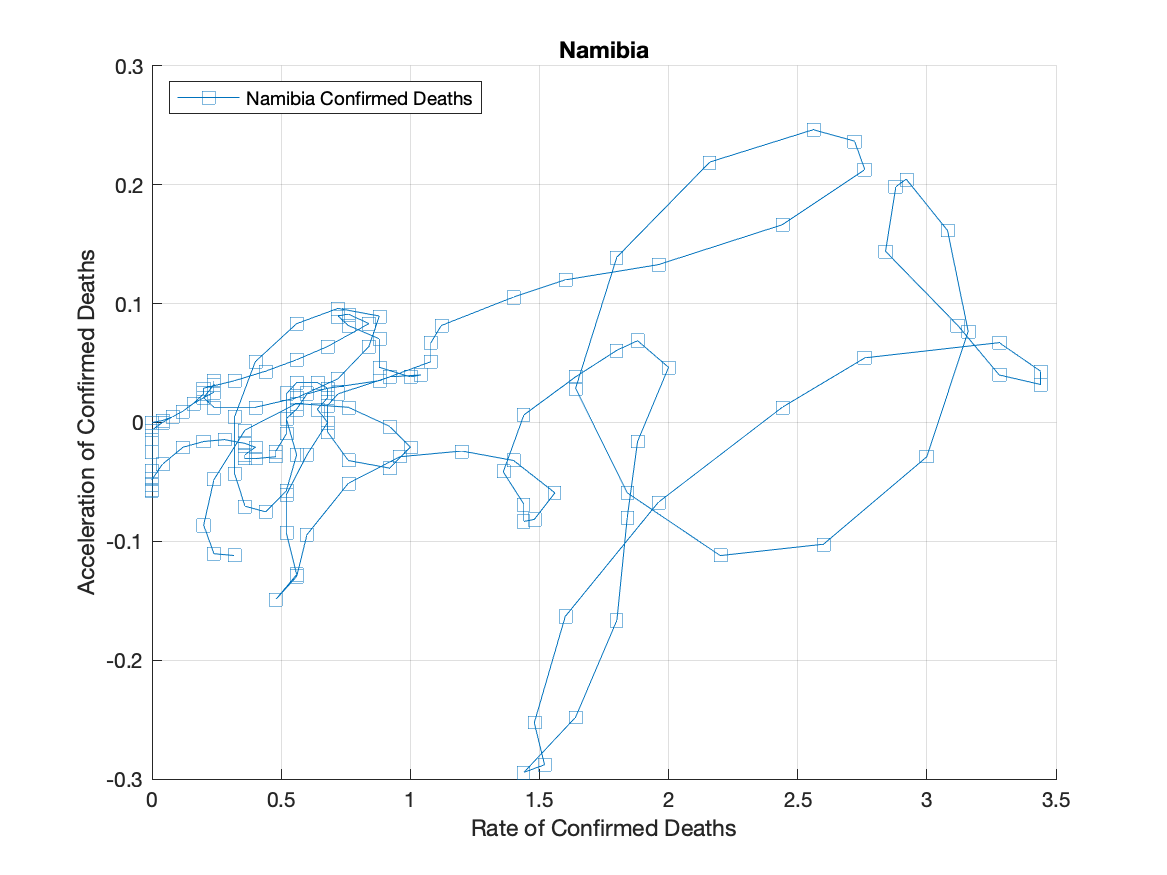 Namibia
0.3
Namibia Confirmed Deaths
0.2
0.1
0
-0.1
-0.2
-0.3
Acceleration of Confirmed Deaths
0 0.5 1 1.5 2 2.5 3 3.5
Rate of Confirmed Deaths